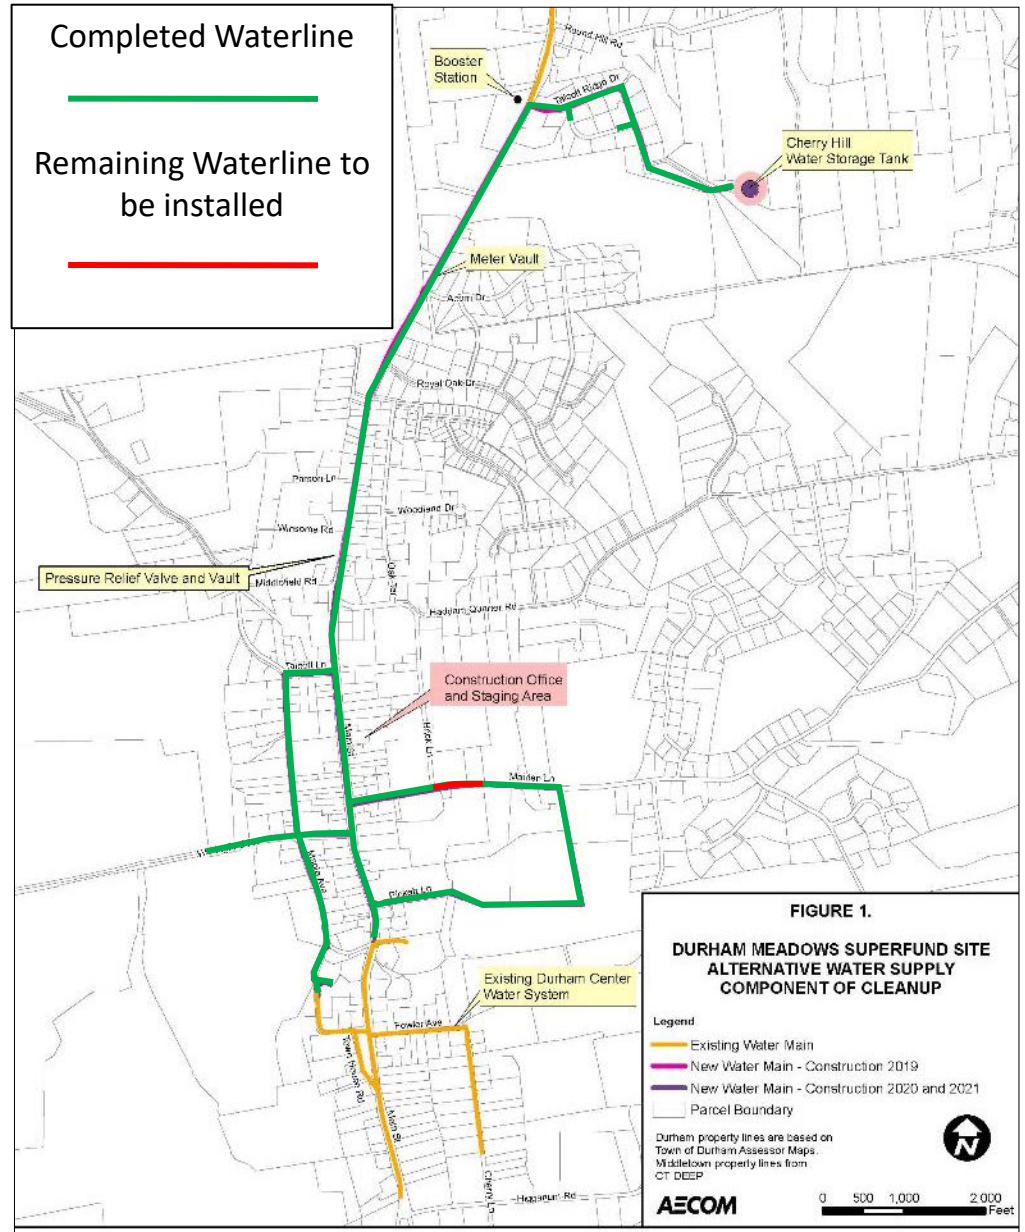 Completed Waterline
Remaining Waterline to
be installed
Round Hill Rd
Booster
Station
Talcott Ridge Dr
Cherry Hill
Water Storage Tank
Meter Vault
Acorn Dr
Royal Oak Dr
Parson Ln
Woodland Dr
Winsome Rd
Pressure Relief Valve and Vault
Middlefield Rd
Oak Ter
Haddam Quarter Rd
Talcott Ln
Construction Office
and Staging Area
Main St
Brick Ln
Maiden Ln
Maple Ave
Pickett Ln
Existing Durham Center
Water System
Fowler Ave
Town House Rd
Main St
Cherry Ln
Higganum Rd
FIGURE 1.
DURHAM MEADOWS SUPERFUND SITE
ALTERNATIVE WATER SUPPLY
COMPONENT OF CLEANUP
Legend
Existing Water Main
New Water Main - Construction 2019
New Water Main - Construction 2020 and 2021
Parcel Boundary
Durham property lines are based on
Town of Durham Assessor Maps.
Middletown property lines from
CT DEEP
N
AECOM
0 500 1,000 2,000
Feet